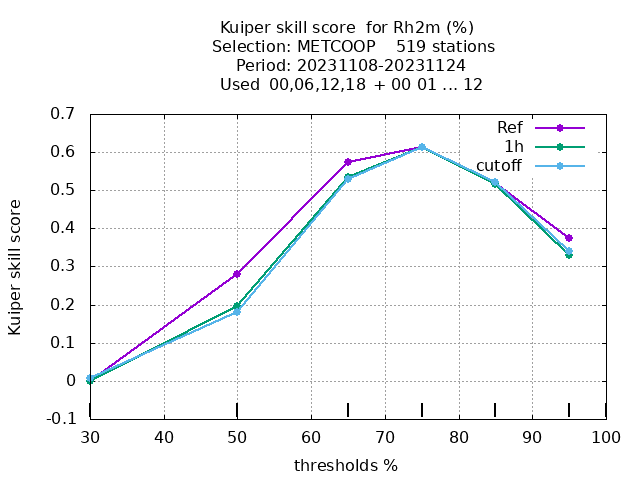 Kuiper skill score  for Rh2m (%)
Selection: METCOOP    519 stations
Period: 20231108-20231124
Used  00,06,12,18  + 00 01 ... 12
Ref
1h
cutoff
0.7
0.6
0.5
0.4
0.3
0.2
0.1
0
-0.1
Kuiper skill score
30 40 50 60 70 80 90 100
thresholds %